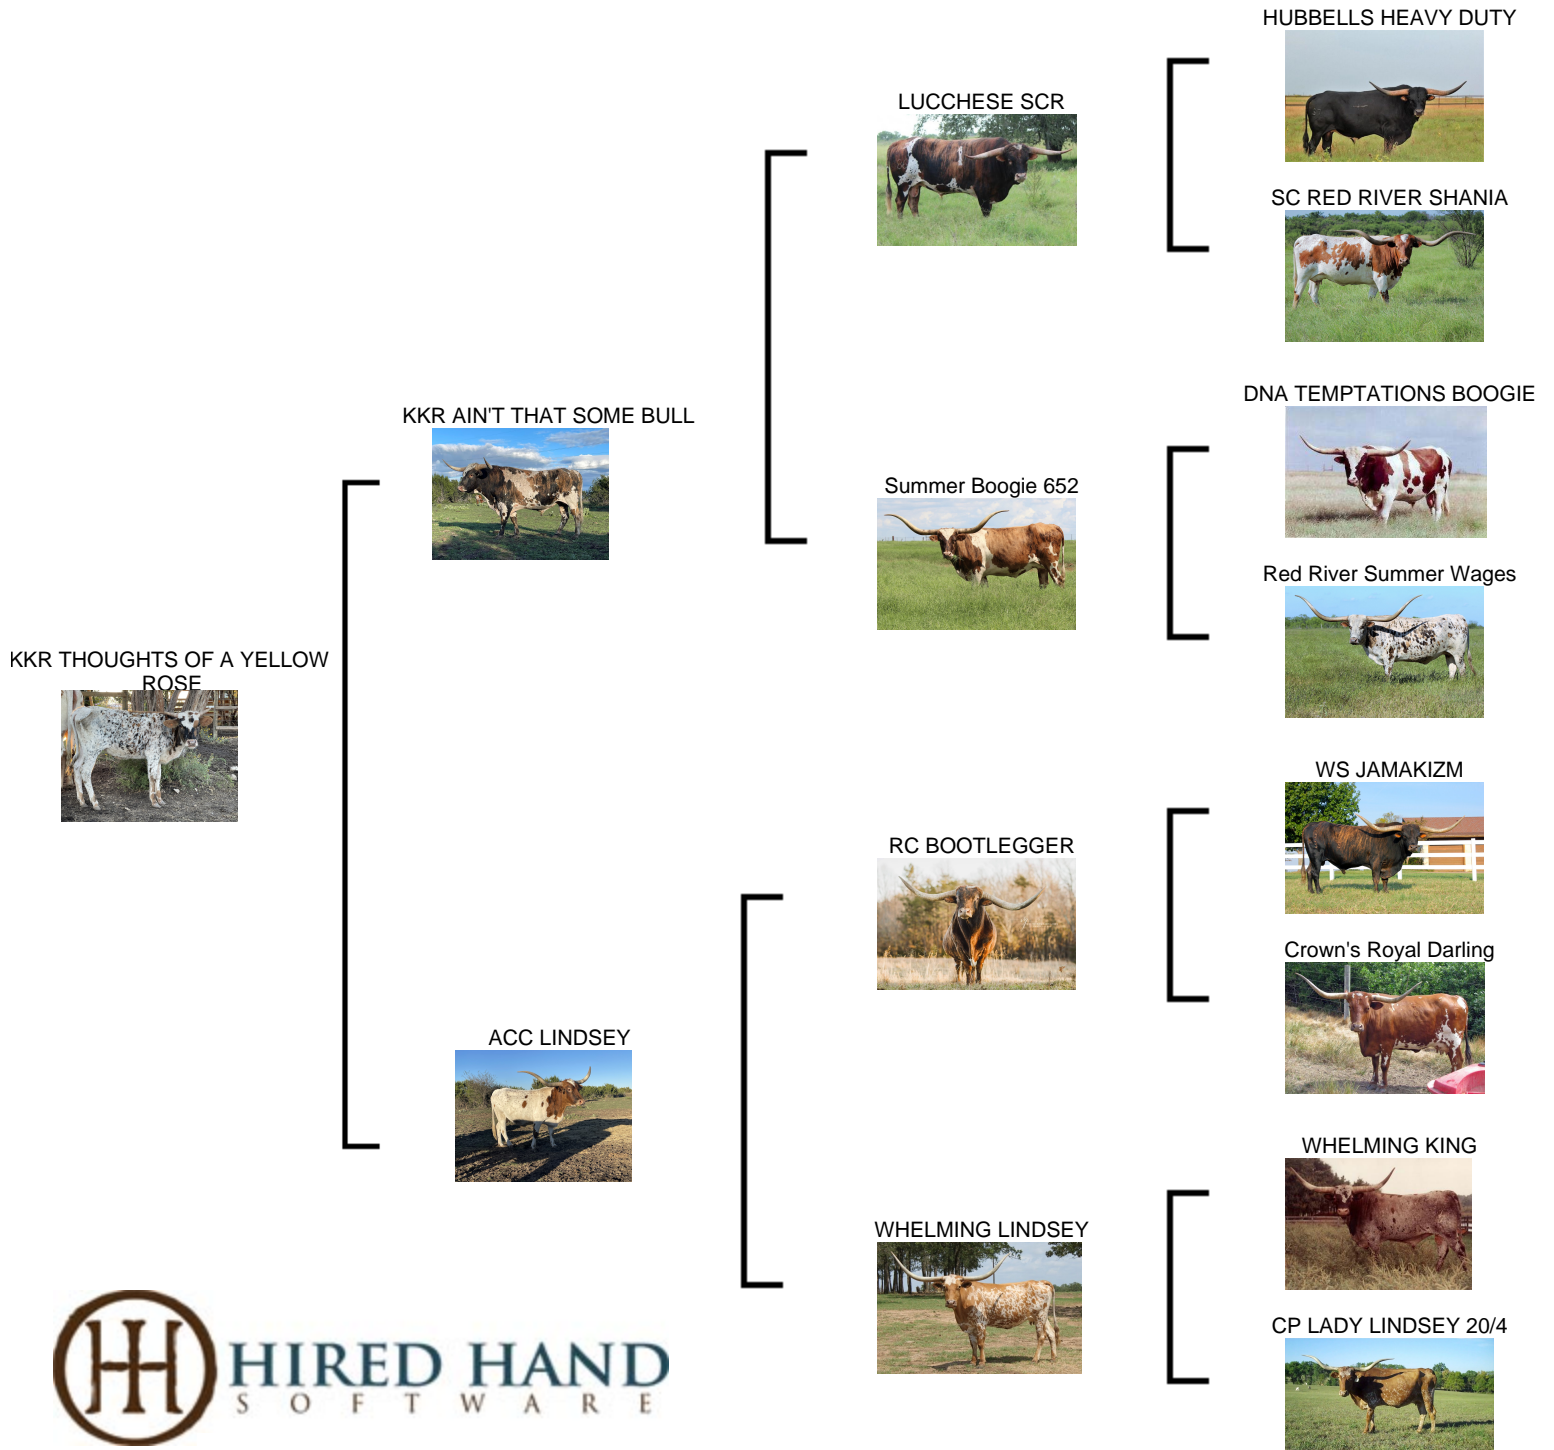 HUBBELLS HEAVY DUTY
LUCCHESE SCR
SC RED RIVER SHANIA
KKR AIN'T THAT SOME BULL
DNA TEMPTATIONS BOOGIE
Summer Boogie 652
Red River Summer Wages
KKR THOUGHTS OF A YELLOW
ROSE
WS JAMAKIZM
RC BOOTLEGGER
Crown's Royal Darling
ACC LINDSEY
WHELMING KING
WHELMING LINDSEY
CP LADY LINDSEY 20/4
HIRED HAND
SOFTWARE